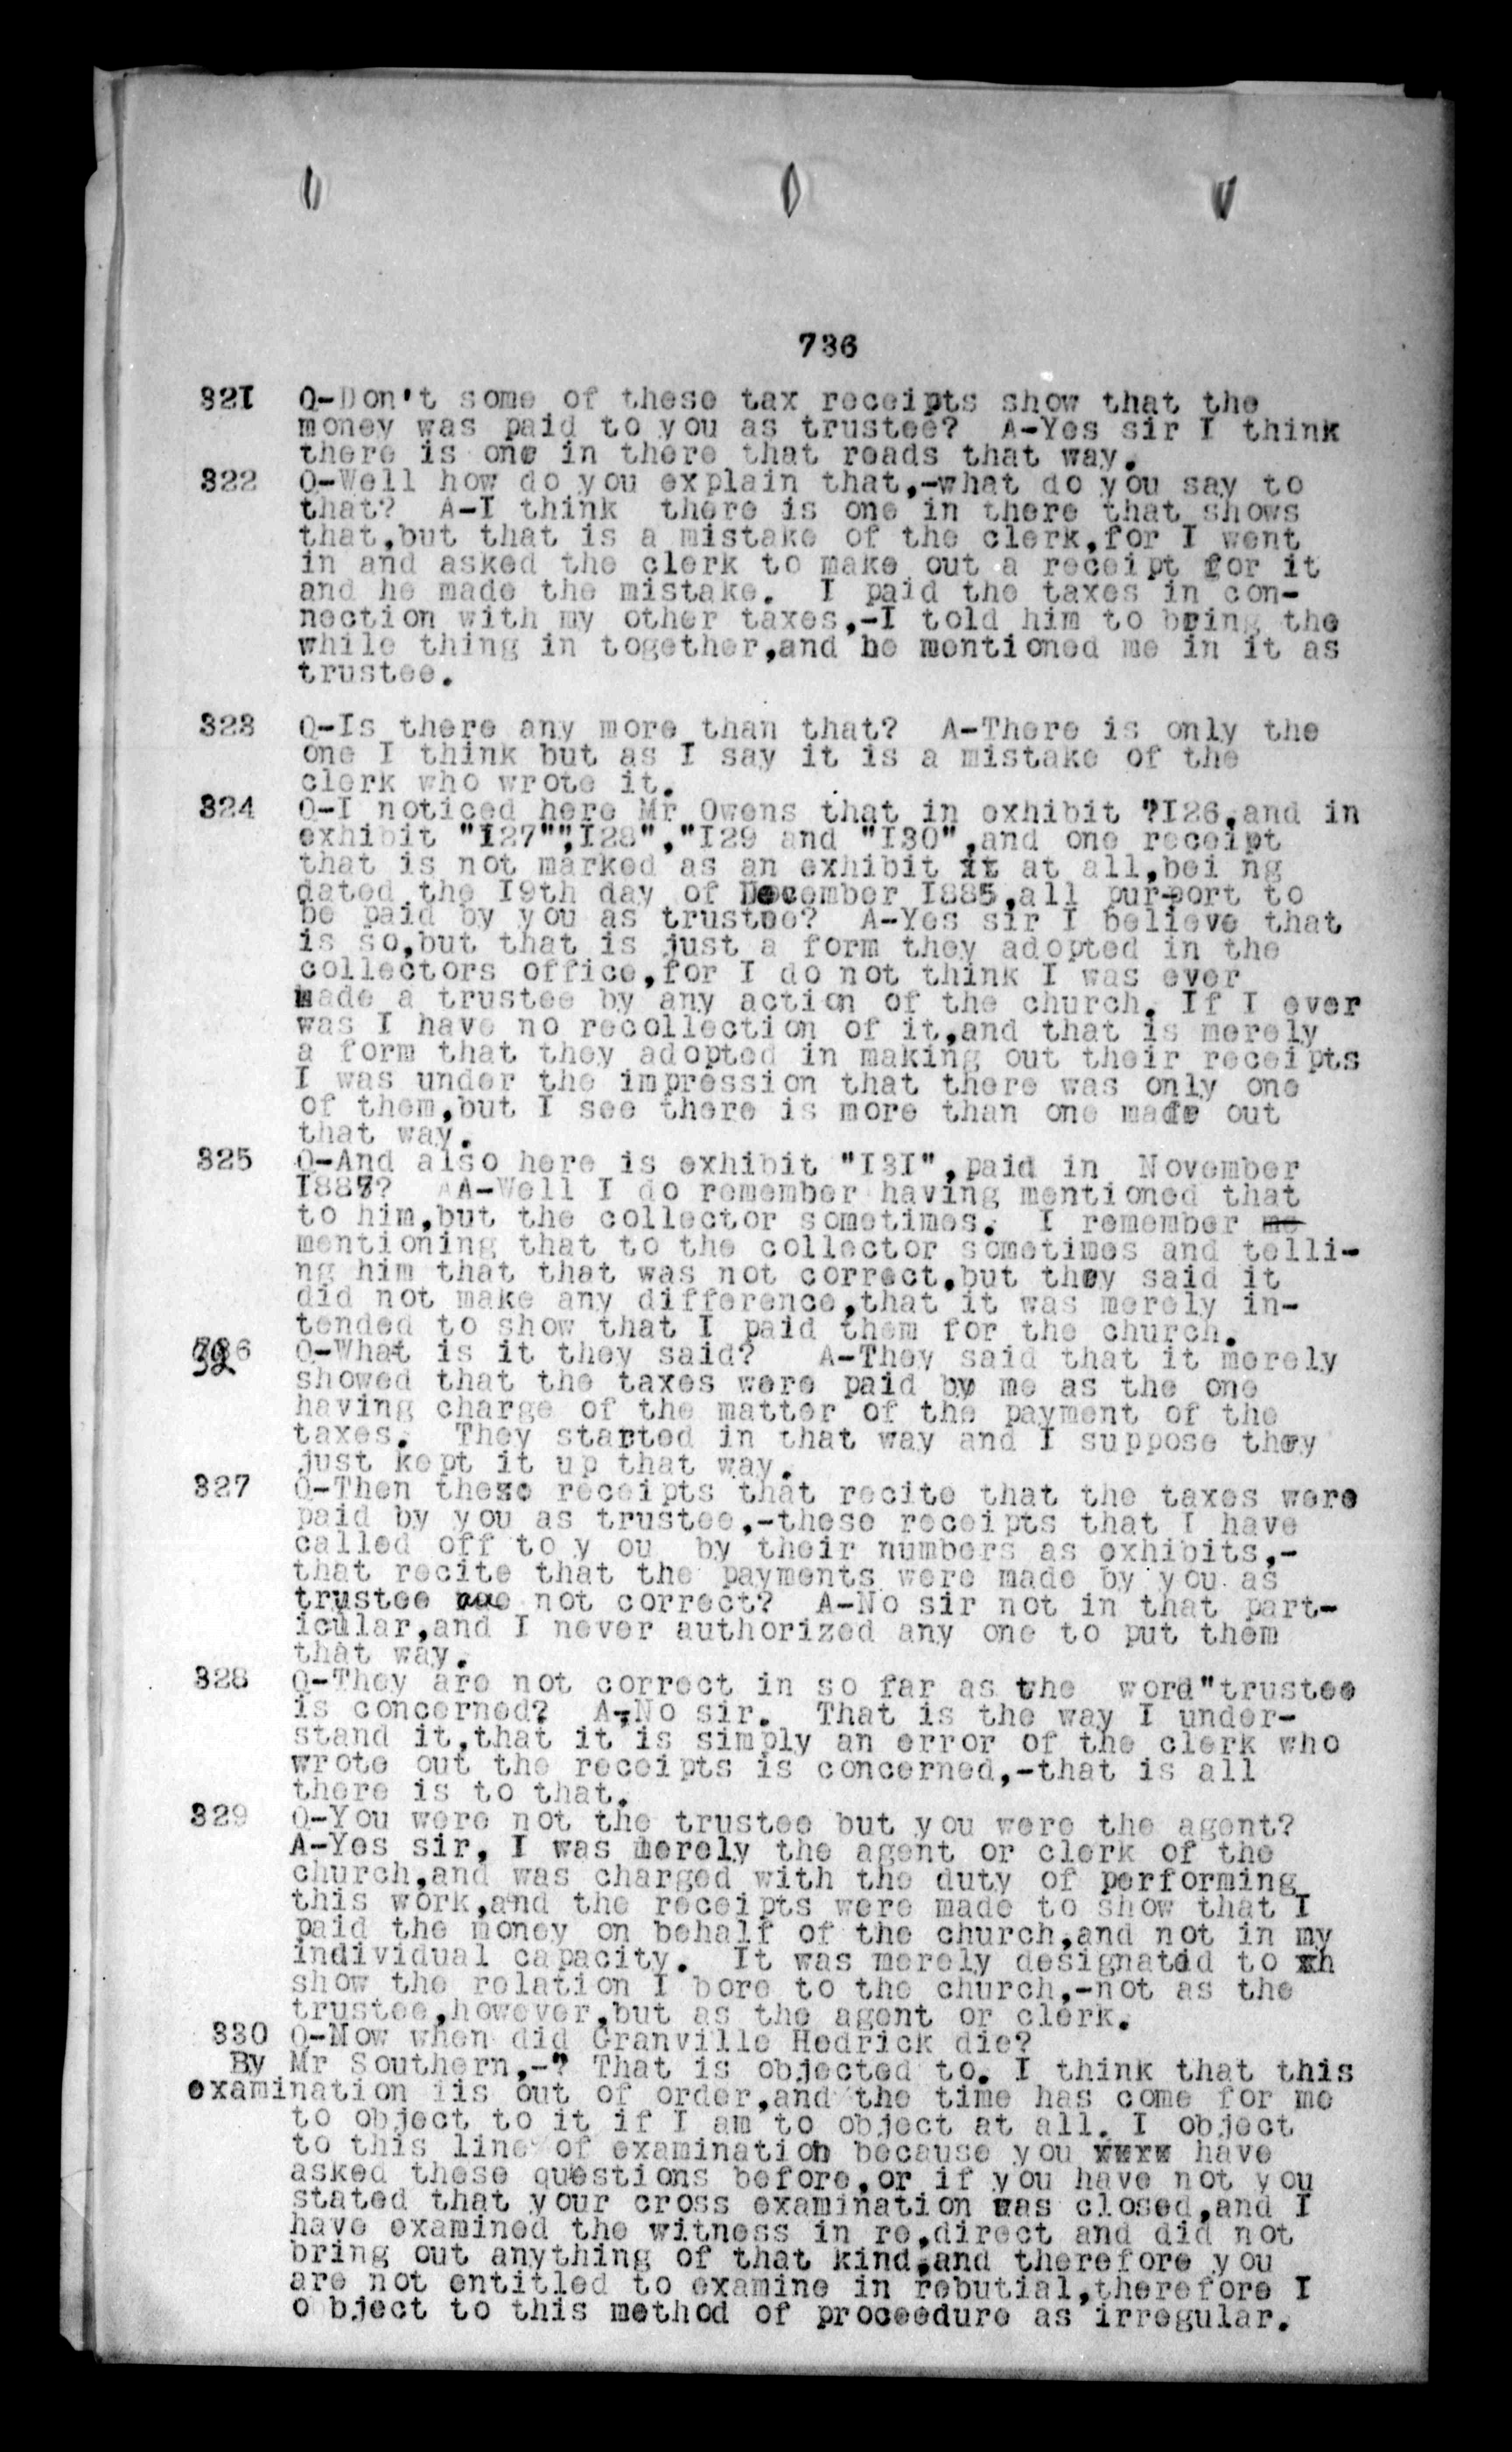 736
321 Q-Don't some of these tax receipts show that the
money was paid to you as trustee? A-Yes sir I think
there is one in there that reads that way.
322 Q-Well how do you explain that,-what do you say to
that? A-I think there is one in there that shows
that,but that is a mistake of the clerk,for I went
in and asked the clerk to make out a receipt for it
and he made the mistake. I paid the taxes in con-
nection with my other taxes,-I told him to bring the
while thing in together,and he mentioned me in it as
trustee.
323 Q-Is there any more than that? A-There is only the
one I think but as I say it is a mistake of the
clerk who wrote it.
324 Q-I noticed here Mr Owens that in exhibit ?I26,and in
exhibit "I27"",I28","I29 and "I30",and one receipt
that is not marked as an exhibit it at all,bei ng
dated the I9th day of December I885,all pur-port to
be paid by you as trustee? A-Yes sir I believe that
is so,but that is just a form they adopted in the
collectors office,for I do not think I was ever
made a trustee by any action of the church. If I ever
was I have no recollection of it,and that is merely
a form that they adopted in making out their receipts
I was under the impression that there was only one
of them,but I see there is more than one made out
that way.
325 Q-And also here is exhibit "I3I",paid in November
I887? AA-Well I do remember having mentioned that
to him,but the collector sometimes. I remember me
mentioning that to the collector sometimes and telli-
ng him that that was not correct,but they said it
did not make any difference,that it was merely in-
tended to show that I paid them for the church.
326 Q-What is it they said? A-They said that it merely
showed that the taxes were paid by me as the one
having charge of the matter of the payment of the
taxes. They started in that way and I suppose they
just kept it up that way.
327 Q-Then these receipts that recite that the taxes were
paid by you as trustee,-these receipts that I have
called off to y ou by their numbers as exhibits,-
that recite that the payments were made by you as
trustee are not correct? A-No sir not in that part-
icular,and I never authorized any one to put them
that way.
328 Q-They are not correct in so far as the word"trustee
is concerned? A-No sir. That is the way I under-
stand it,that it is simply an error of the clerk who
wrote out the receipts is concerned,-that is all
there is to that.
329 Q-You were not the trustee but you were the agent?
A-Yes sir, I was merely the agent or clerk of the
church,and was charged with the duty of performing
this work,and the receipts were made to show that I
paid the money on behalf of the church,and not in my
individual capacity. It was merely designated to xh
show the relation I bore to the church,-not as the
trustee,however,but as the agent or clerk.
330 Q-Now when did Granville Hedrick die?
By Mr Southern,-? That is objected to. I think that this
examination iis out of order,and the time has come for me
to object to it if I am to object at all. I object
to this line of examination because you xxxx have
asked these questions before,or if you have not you
stated that your cross examination was closed,and I
have examined the witness in re,direct and did not
bring out anything of that kind,and therefore you
are not entitled to examine in rebutial,therefore I
o bject to this method of proceedure as irregular.